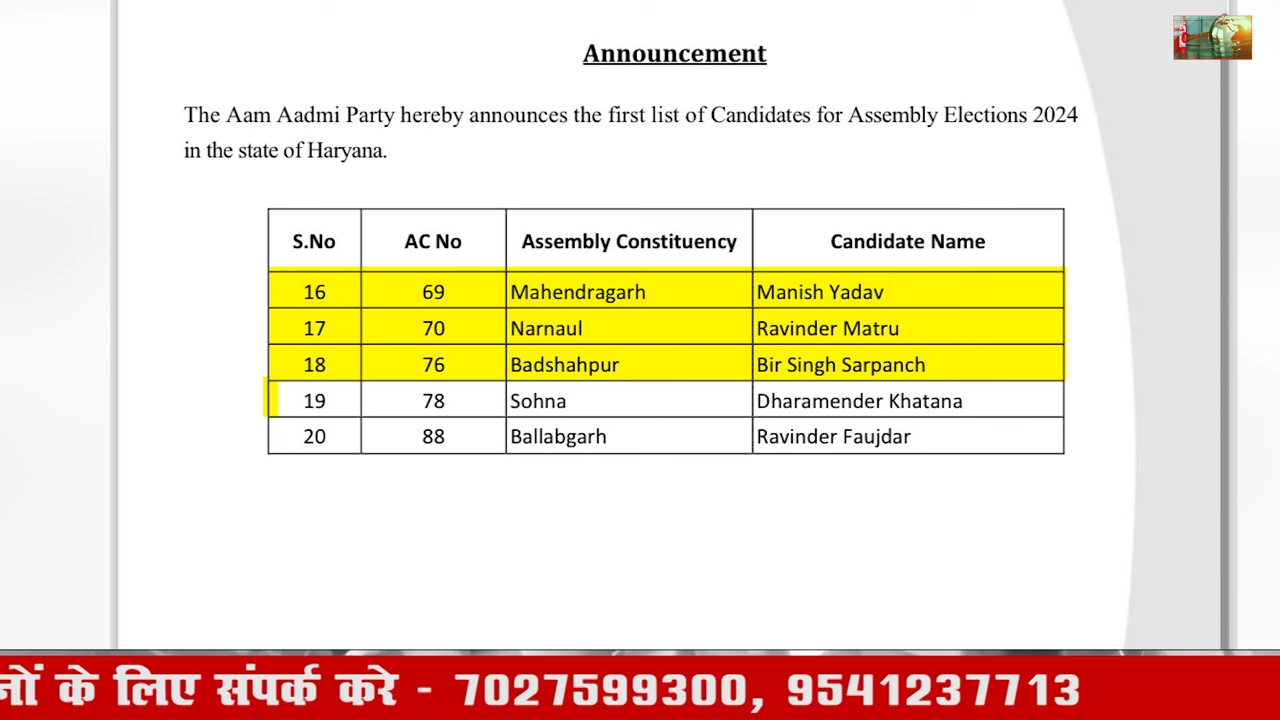 Announcement
The Aam Aadmi Party hereby announces the first list of Candidates for Assembly Elections 2024
in the state of Haryana.
S.No AC No Assembly Constituency Candidate Name
16 69 Mahendragarh Manish Yadav
17 70 Narnaul Ravinder Matru
18 76 Badshahpur Bir Singh Sarpanch
19 78 Sohna Dharamender Khatana
20 88 Ballabgarh Ravinder Faujdar
नों के लिए संपर्क करे - 7027599300, 9541237713